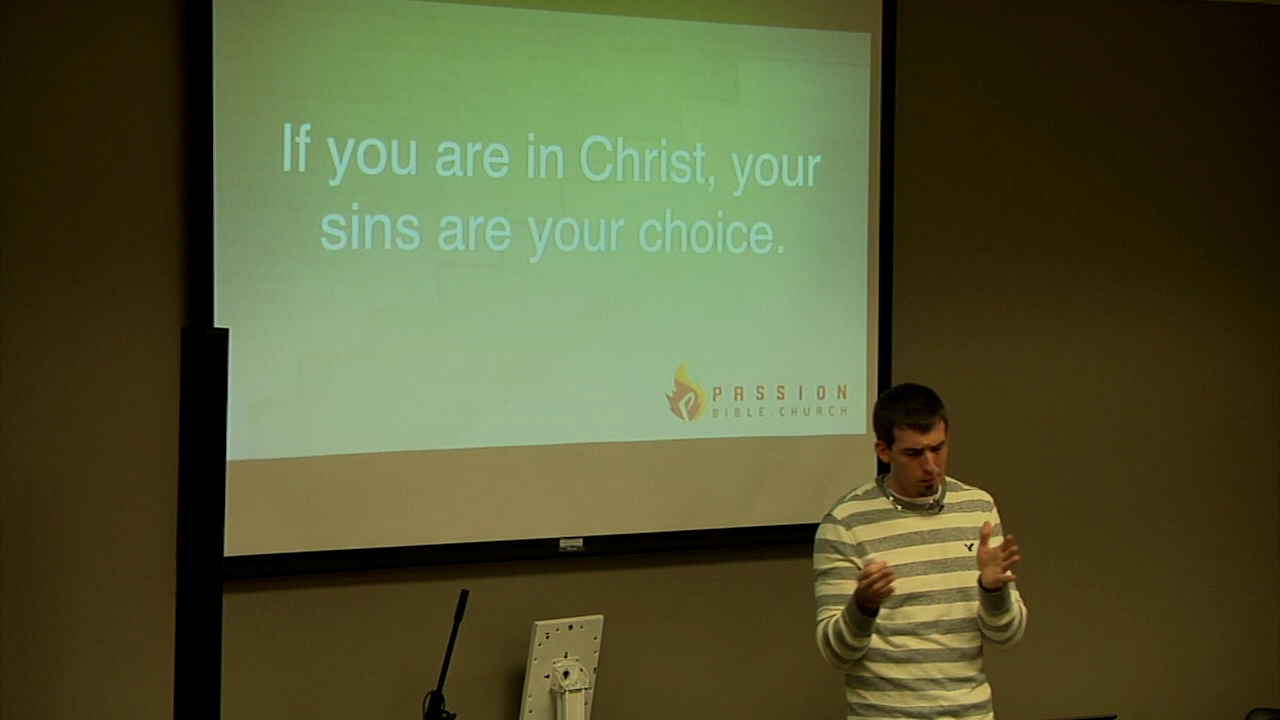 If you are in Christ, your
sins are your choice.
PASSION
BIBLE.CHURCH